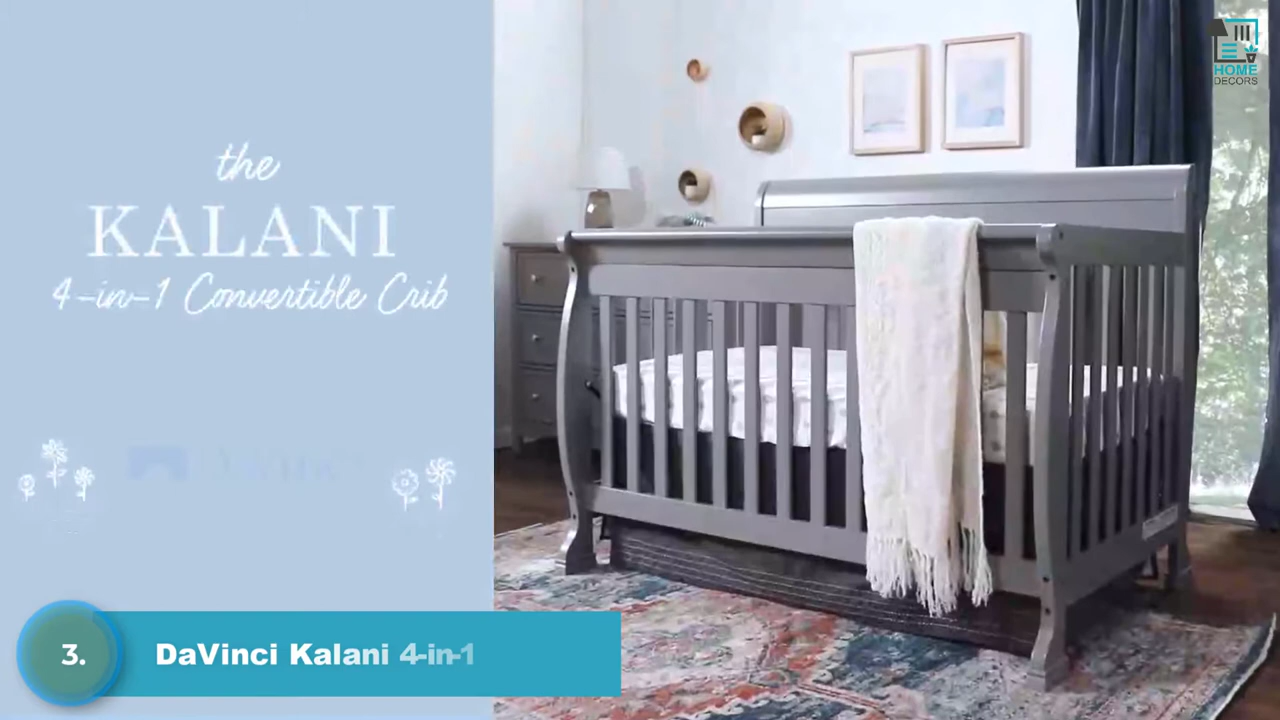 the
KALANI
4-in-1 Convertible Crib
3.
DaVinci Kalani 4-in-1
HOME
DECORS